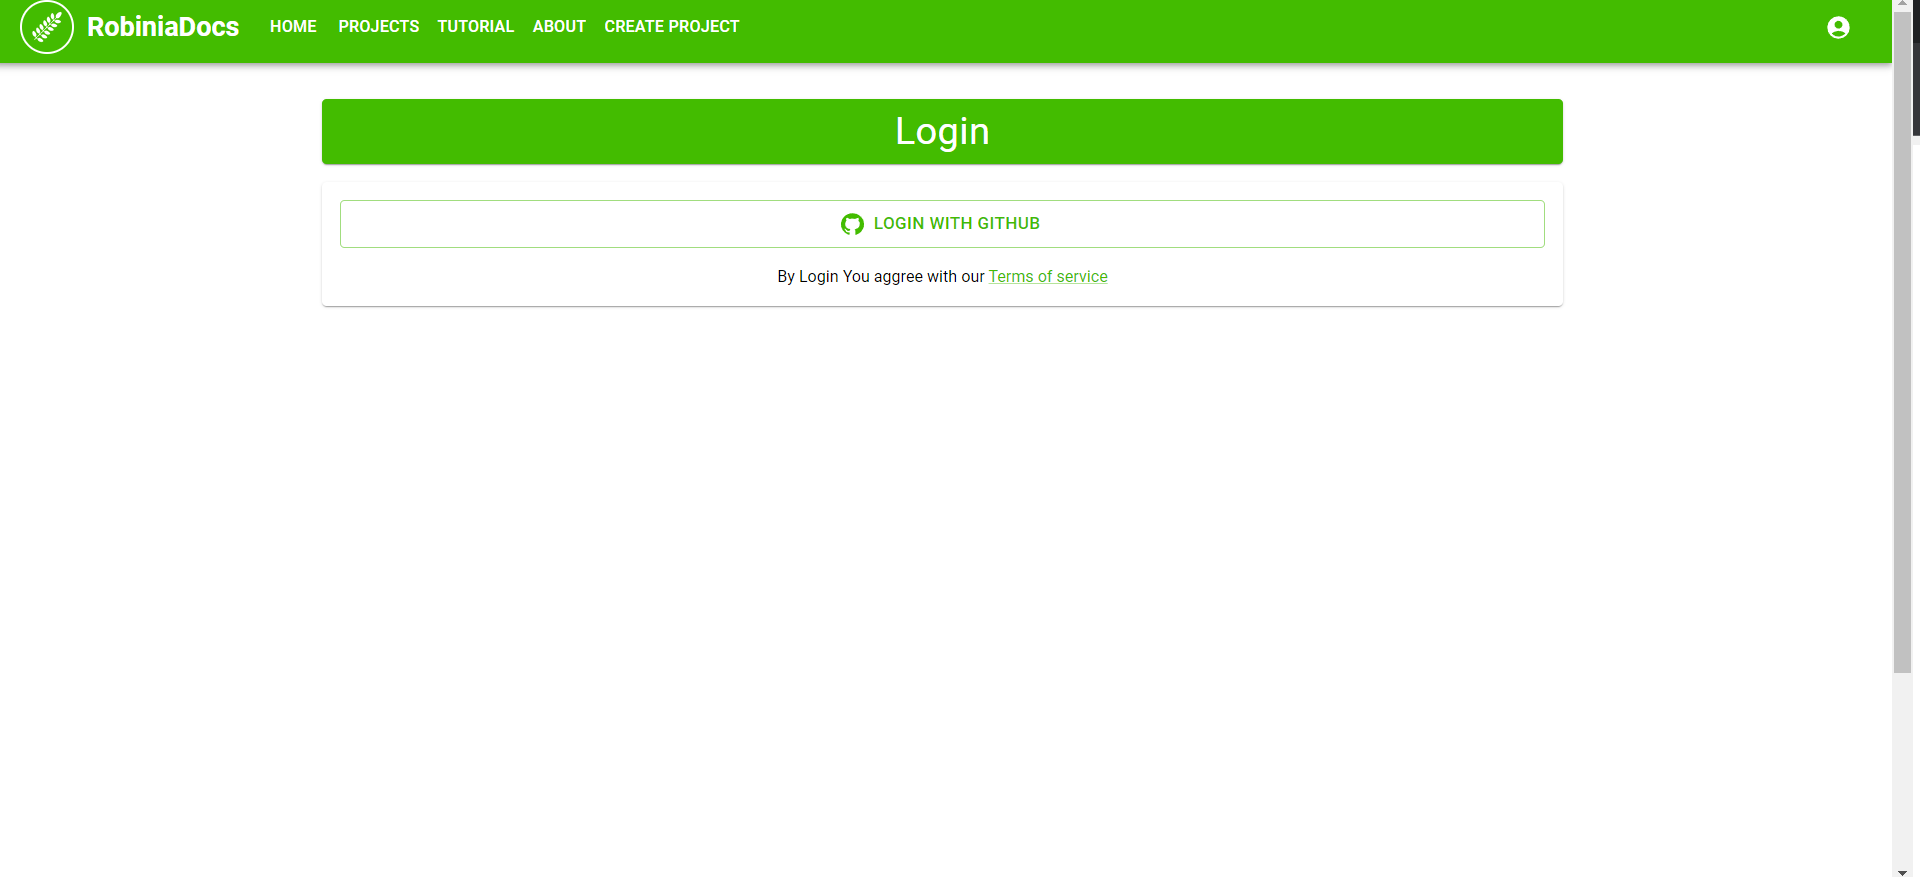 RobiniaDocs HOME PROJECTS TUTORIAL ABOUT CREATE PROJECT
Login
LOGIN WITH GITHUB
By Login You aggree with our Terms of service